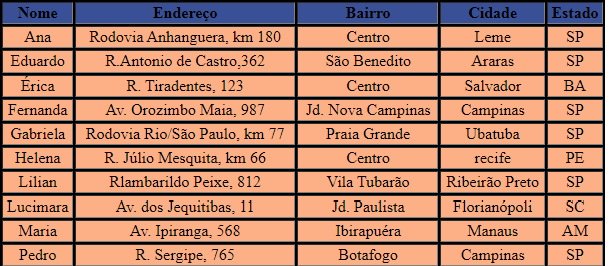 Nome Endereço Bairro Cidade Estado
Ana Rodovia Anhanguera, km 180 Centro Leme SP
Eduardo R.Antonio de Castro,362 São Benedito Araras SP
Érica R. Tiradentes, 123 Centro Salvador BA
Fernanda Av. Orozimbo Maia, 987 Jd. Nova Campinas Campinas SP
Gabriela Rodovia Rio/São Paulo, km 77 Praia Grande Ubatuba SP
Helena R. Júlio Mesquita, km 66 Centro recife PE
Lilian Rlambarildo Peixe, 812 Vila Tubarão Ribeirão Preto SP
Lucimara Av. dos Jequitibas, 11 Jd. Paulista Florianópoli SC
Maria Av. Ipiranga, 568 Ibirapuéra Manaus AM
Pedro R. Sergipe, 765 Botafogo Campinas SP